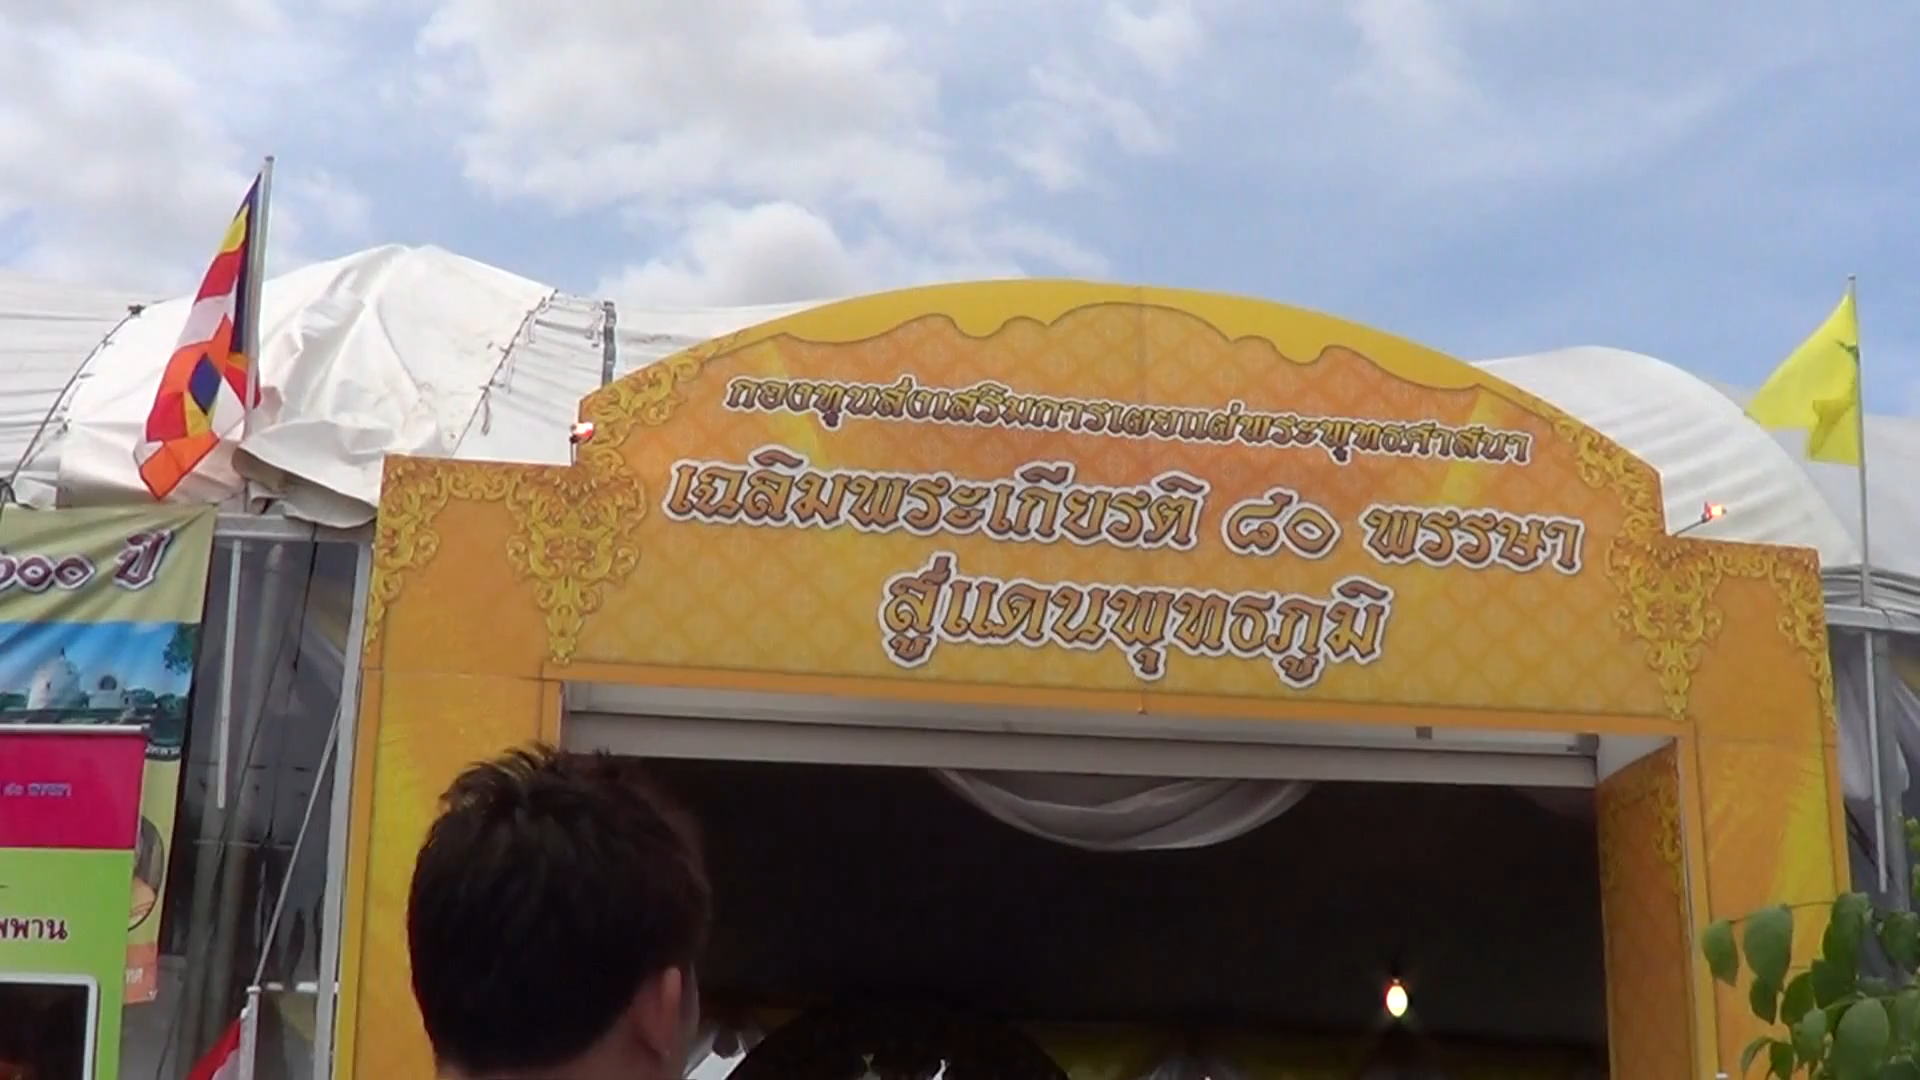 กองทุนส่งเสริมการเผยแผ่พระพุทธศาสนา
เฉลิมพระเกียรติ ๘๐ พรรษา
สู่แดนพุทธภูมิ
ปี